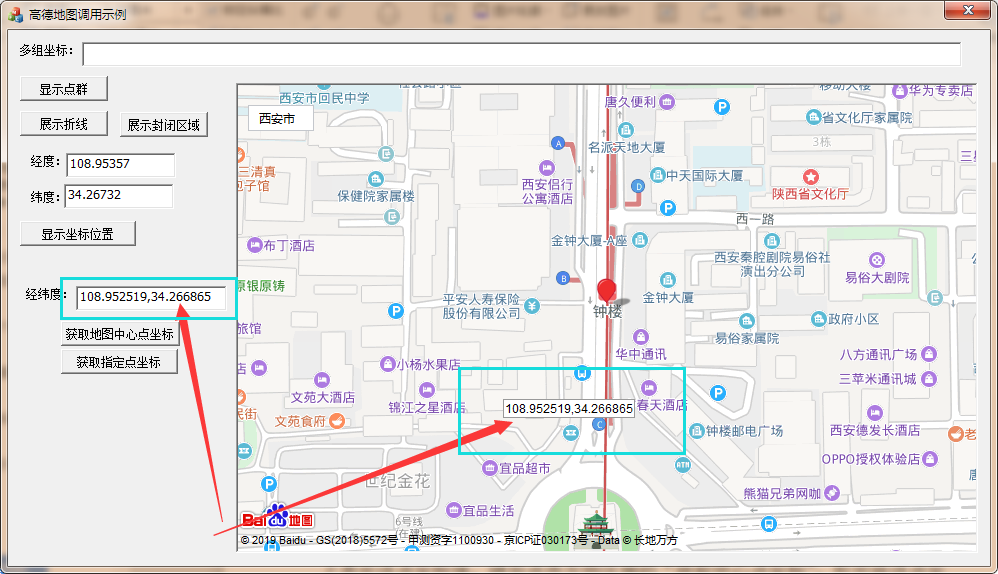 高德地图调用示例
多组坐标：
显示点群
展示折线
展示封闭区域
经度：
108.95357
纬度：
34.26732
显示坐标位置
经纬度：
108.952519,34.266865
获取地图中心点坐标
获取指定点坐标
西安市回民中学
西安市
唐久便利
P
华为专卖店
省文化厅家属院
3栋
名派天地大厦
A
三清真
包子馆
保健院家属楼
西安侣行
公寓酒店
D
中天国际大厦
陕西省文化厅
P
西一路
布丁酒店
金钟大厦-A座
西安秦腔剧院易俗社
演出分公司
易俗大剧院
原银原铸
B
平安人寿保险
股份有限公司
金钟大厦
钟楼
P
政府小区
易俗家属院
旅馆
华中通讯
八方通讯广场
小杨水果店
三苹米通讯城
文苑大酒店
锦江之星酒店
春天酒店
P
108.952519,34.266865
民街
文苑食府
C
钟楼邮电广场
西安德发长酒店
老
宜品超市
ATM
OPPO授权体验店
P
世纪金花
熊猫兄弟网咖
宜品生活
Bai du 地图
6号线
(在建)
© 2019 Baidu - GS(2018)5572号 - 甲测资字1100930 - 京ICP证030173号 - Data © 长地万方